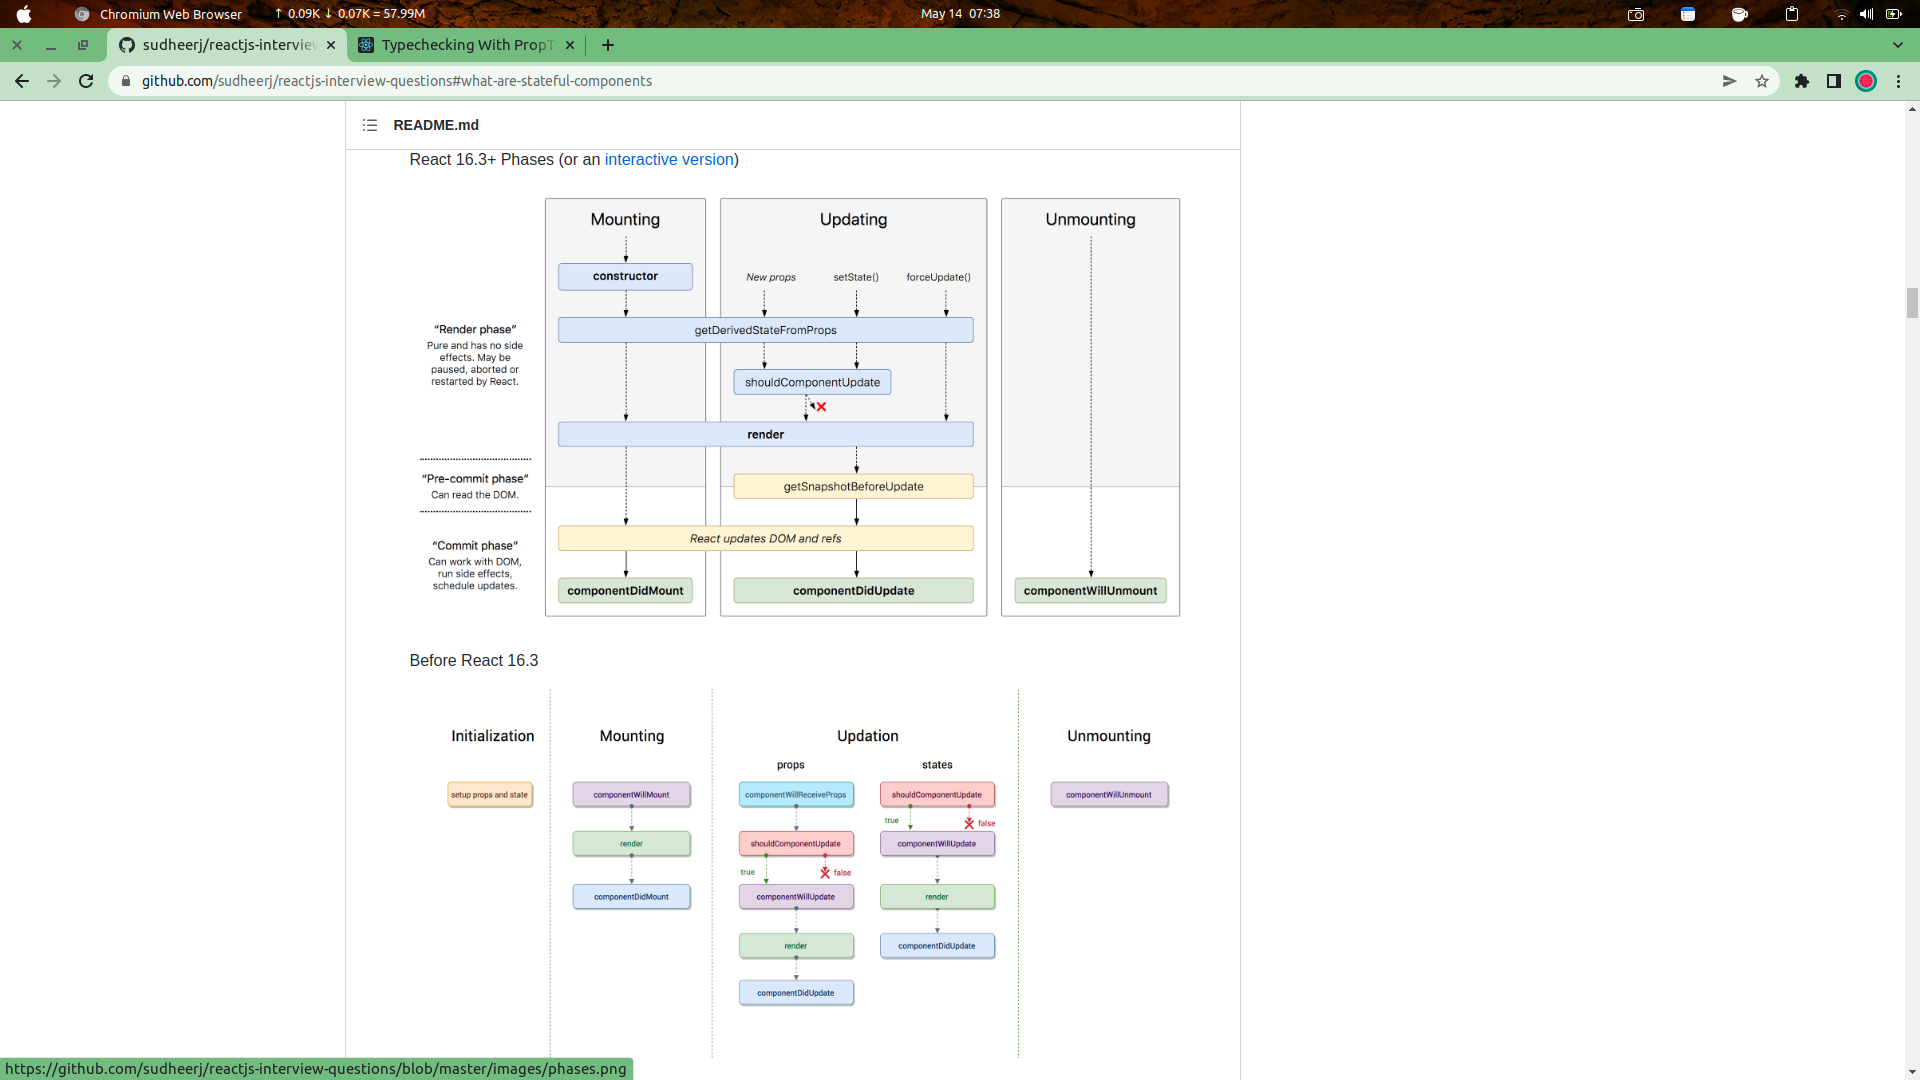 Chromium Web Browser
↑ 0.09K ↓ 0.07K = 57.99M
May 14 07:38
sudheerj/reactjs-interview
Typechecking With PropT
github.com/sudheerj/reactjs-interview-questions#what-are-stateful-components
README.md
React 16.3+ Phases (or an interactive version)
Mounting
Updating
Unmounting
constructor
New props
setState()
forceUpdate()
“Render phase”
Pure and has no side
effects. May be
paused, aborted or
restarted by React.
getDerivedStateFromProps
shouldComponentUpdate
render
“Pre-commit phase”
Can read the DOM.
getSnapshotBeforeUpdate
“Commit phase”
Can work with DOM,
run side effects,
schedule updates.
React updates DOM and refs
componentDidMount
componentDidUpdate
componentWillUnmount
Before React 16.3
Initialization
Mounting
Updation
Unmounting
props
states
setup props and state
componentWillMount
componentWillReceiveProps
shouldComponentUpdate
componentWillUnmount
true
false
render
shouldComponentUpdate
componentWillUpdate
true
false
componentDidMount
componentWillUpdate
render
render
componentDidUpdate
componentDidUpdate
https://github.com/sudheerj/reactjs-interview-questions/blob/master/images/phases.png